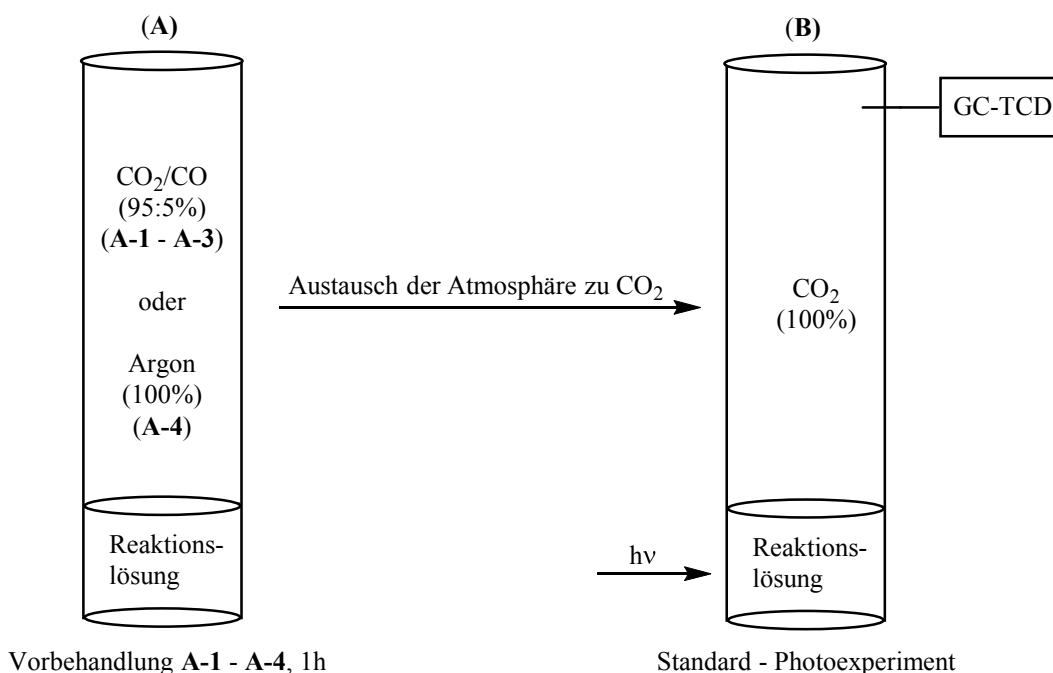 (A)
CO2/CO
(95:5%)
(A-1 - A-3)
oder
Argon
(100%)
(A-4)
Reaktions-
lösung
Vorbehandlung A-1 - A-4, 1h
Austausch der Atmosphäre zu CO2
(B)
GC-TCD
CO2
(100%)
hν
Reaktions-
lösung
Standard - Photoexperiment